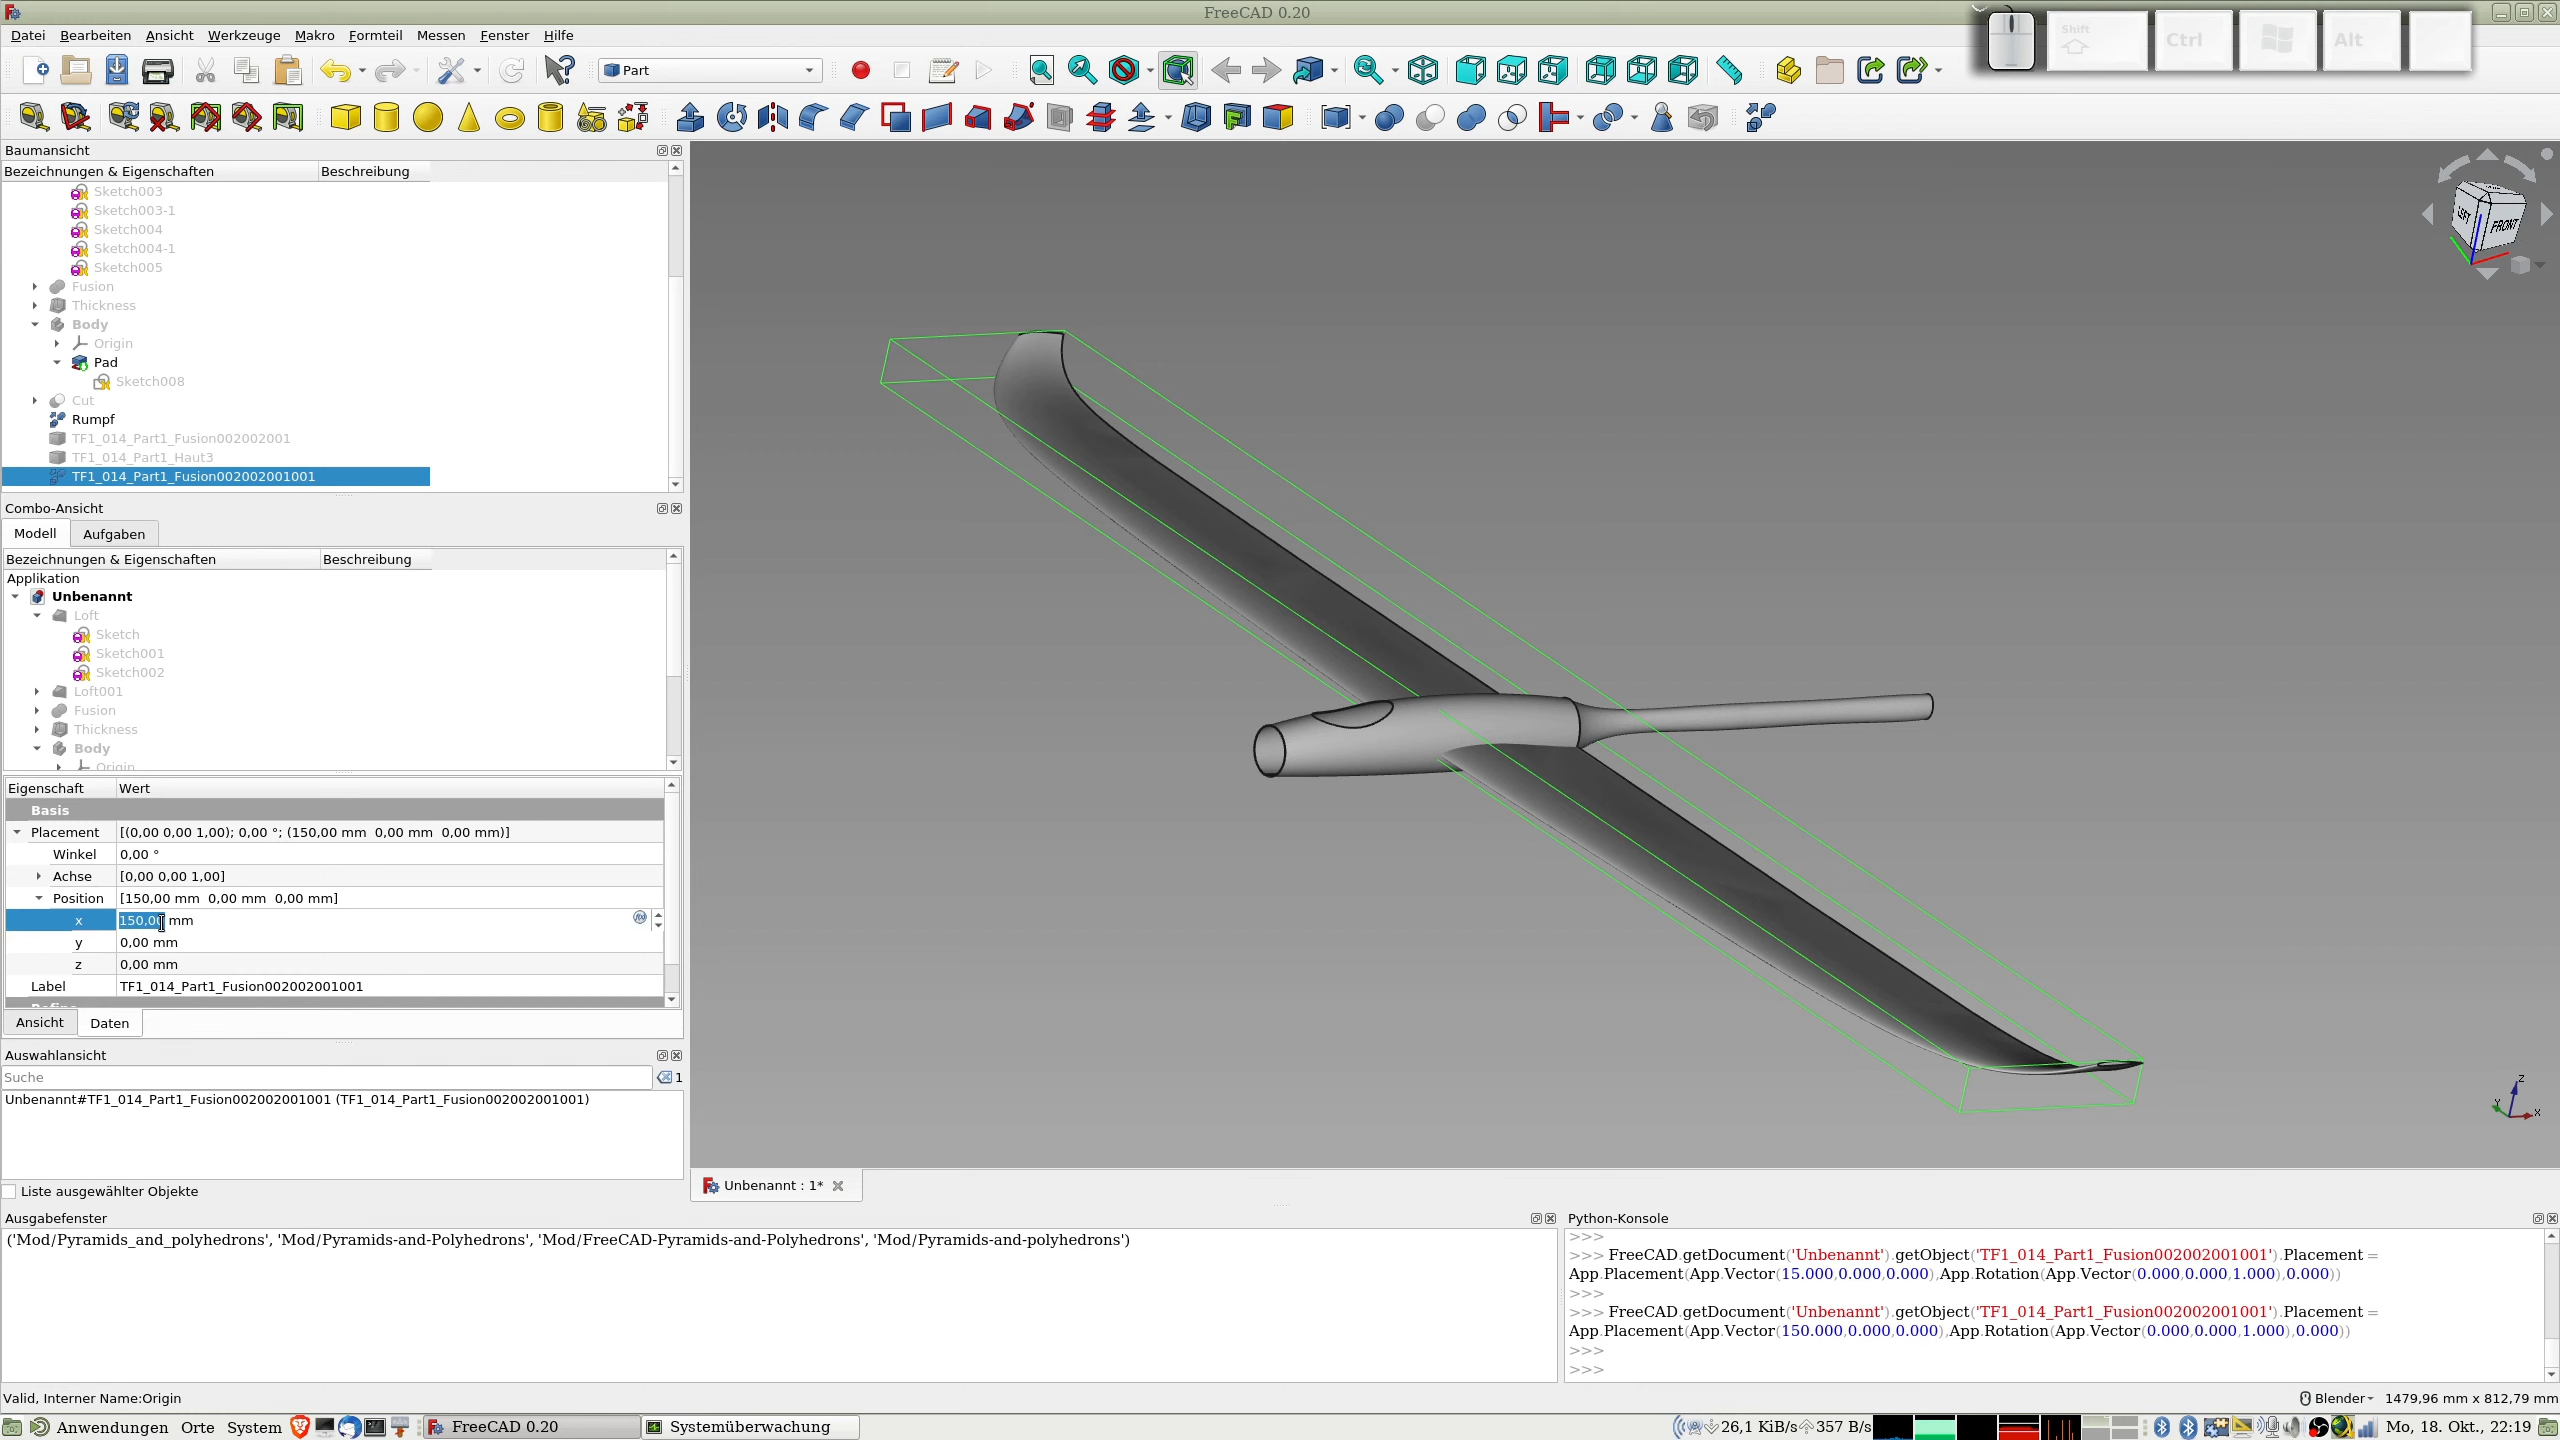 FreeCAD 0.20
Datei Bearbeiten Ansicht Werkzeuge Makro Formteil Messen Fenster Hilfe
Shift Ctrl Alt
Part
Baumansicht
Bezeichnungen & Eigenschaften Beschreibung
Sketch003
Sketch003-1
Sketch004
Sketch004-1
Sketch005
Fusion
Thickness
Body
Origin
Pad
Sketch008
Cut
Rumpf
TF1_014_Part1_Fusion002002001
TF1_014_Part1_Haut3
TF1_014_Part1_Fusion002002001001
LEFT FRONT
Combo-Ansicht
Modell Aufgaben
Bezeichnungen & Eigenschaften Beschreibung
Applikation
Unbenannt
Loft
Sketch
Sketch001
Sketch002
Loft001
Fusion
Thickness
Body
Origin
Eigenschaft Wert
Basis
Placement [(0,00 0,00 1,00); 0,00 °; (150,00 mm 0,00 mm 0,00 mm)]
Winkel 0,00 °
Achse [0,00 0,00 1,00]
Position [150,00 mm 0,00 mm 0,00 mm]
x 150,00 mm
y 0,00 mm
z 0,00 mm
Label TF1_014_Part1_Fusion002002001001
Refine
Ansicht Daten
Auswahlansicht
Suche 1
Unbenannt#TF1_014_Part1_Fusion002002001001 (TF1_014_Part1_Fusion002002001001)
Liste ausgewählter Objekte
Z
Y
X
Unbenannt : 1*
Ausgabefenster
('Mod/Pyramids_and_polyhedrons', 'Mod/Pyramids-and-Polyhedrons', 'Mod/FreeCAD-Pyramids-and-Polyhedrons', 'Mod/Pyramids-and-polyhedrons')
Python-Konsole
>>>
>>> FreeCAD.getDocument('Unbenannt').getObject('TF1_014_Part1_Fusion002002001001').Placement =
App.Placement(App.Vector(15.000,0.000,0.000),App.Rotation(App.Vector(0.000,0.000,1.000),0.000))
>>>
>>> FreeCAD.getDocument('Unbenannt').getObject('TF1_014_Part1_Fusion002002001001').Placement =
App.Placement(App.Vector(150.000,0.000,0.000),App.Rotation(App.Vector(0.000,0.000,1.000),0.000))
>>>
>>>
Valid, Interner Name:Origin
Blender 1479,96 mm x 812,79 mm
Anwendungen Orte System FreeCAD 0.20 Systemüberwachung 26,1 KiB/s 357 B/s Mo, 18. Okt., 22:19